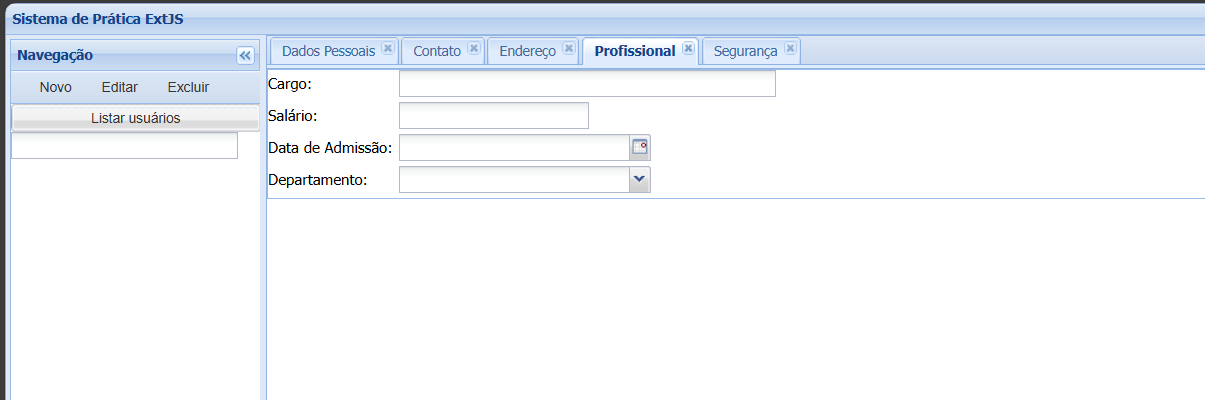 Sistema de Prática ExtJS
Navegação
Novo Editar Excluir
Listar usuários
Dados Pessoais Contato Endereço Profissional Segurança
Cargo:
Salário:
Data de Admissão:
Departamento: